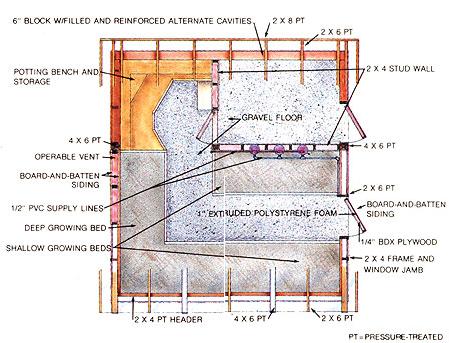 6" BLOCK W/FILLED AND REINFORCED ALTERNATE CAVITIES
2 X 8 PT
2 X 6 PT
POTTING BENCH AND
STORAGE
2 X 4 STUD WALL
GRAVEL FLOOR
4 X 6 PT
4 X 6 PT
OPERABLE VENT
BOARD-AND-BATTEN
SIDING
2 X 6 PT
1/2" PVC SUPPLY LINES
BOARD-AND-BATTEN
SIDING
1" EXTRUDED POLYSTYRENE FOAM
DEEP GROWING BED
1/4" BDX PLYWOOD
SHALLOW GROWING BEDS
2 X 4 FRAME AND
WINDOW JAMB
2 X 4 PT HEADER
4 X 6 PT
2 X 6 PT
PT = PRESSURE-TREATED